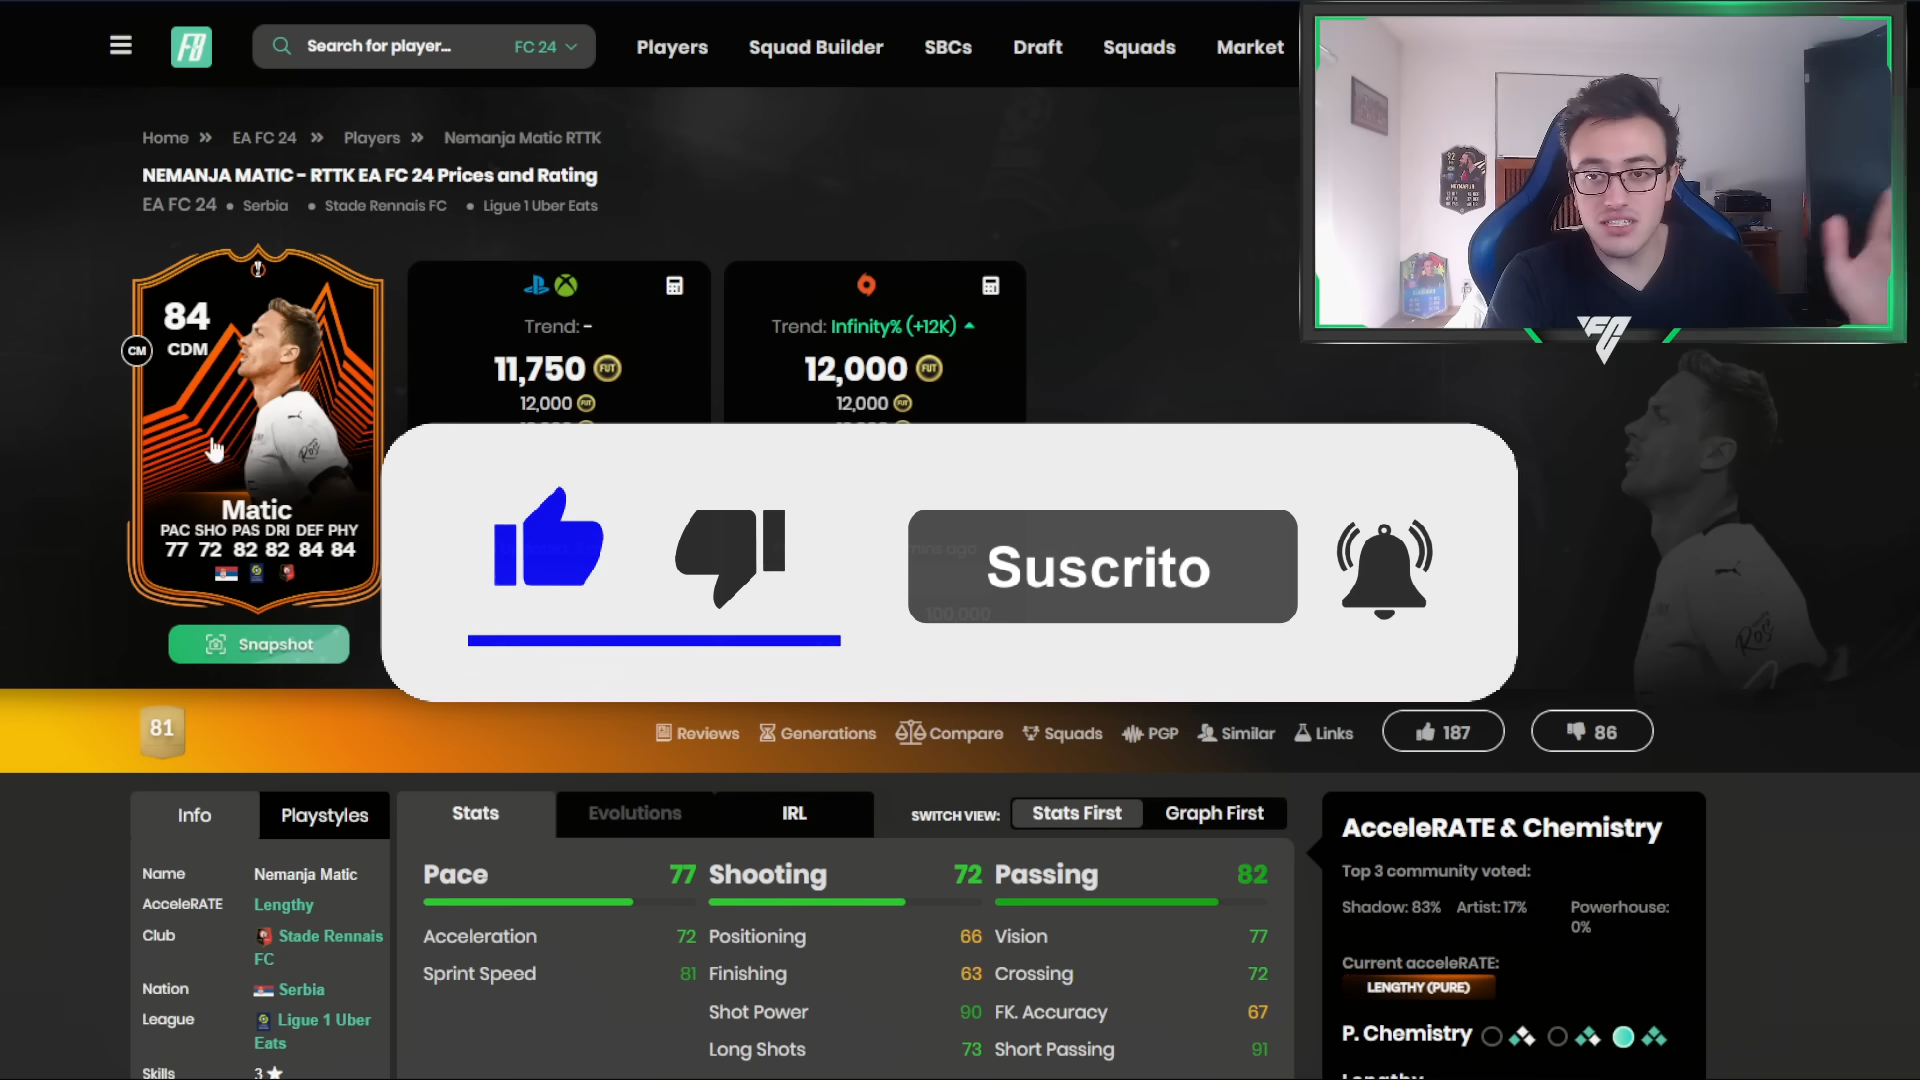 Search for player...
FC 24
Players
Squad Builder
SBCs
Draft
Squads
Market
Home » EA FC 24 » Players » Nemanja Matic RTTK
NEMANJA MATIC - RTTK EA FC 24 Prices and Rating
EA FC 24 • Serbia • Stade Rennais FC • Ligue 1 Uber Eats
84
CDM
CM
Matic
PAC SHO PAS DRI DEF PHY
77 72 82 82 84 84
Snapshot
Trend: -
11,750
12,000
Trend: Infinity% (+12K)
12,000
12,000
mins ago
Suscrito
100,000
81
Reviews
Generations
Compare
Squads
PGP
Similar
Links
187
86
Info
Playstyles
Name Nemanja Matic
AcceleRATE Lengthy
Club Stade Rennais
FC
Nation Serbia
League Ligue 1 Uber
Eats
Skills 3
Stats
Evolutions
IRL
SWITCH VIEW:
Stats First
Graph First
Pace 77
Acceleration 72
Sprint Speed 81
Shooting 72
Positioning 66
Finishing 63
Shot Power 90
Long Shots 73
Passing 82
Vision 77
Crossing 72
FK. Accuracy 67
Short Passing 91
AcceleRATE & Chemistry
Top 3 community voted:
Shadow: 83% Artist: 17% Powerhouse:
0%
Current acceleRATE:
LENGTHY (PURE)
P. Chemistry
Lengthy